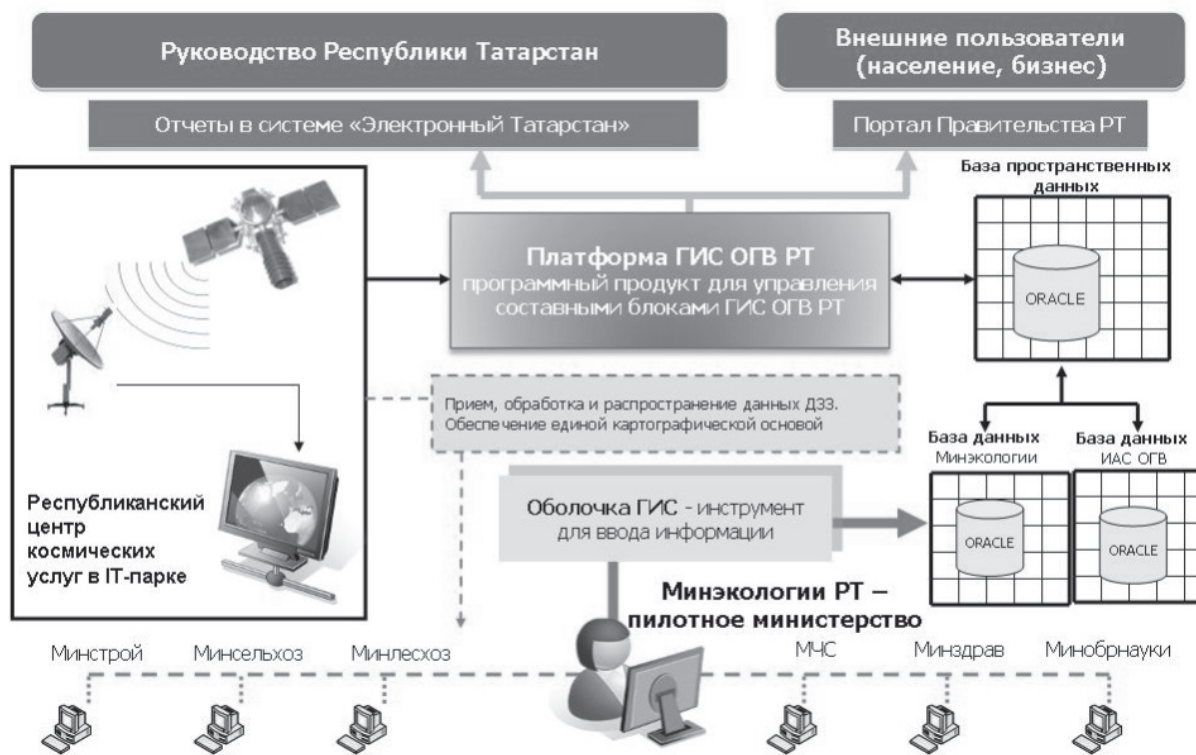 Руководство Республики Татарстан
Внешние пользователи
(население, бизнес)
Отчеты в системе «Электронный Татарстан»
Портал Правительства РТ
База пространственных
данных
Платформа ГИС ОГВ РТ
программный продукт для управления
составными блоками ГИС ОГВ РТ
ORACLE
Прием, обработка и распространение данных ДЗЗ.
Обеспечение единой картографической основой
База данных
Минэкологии
База данных
ИАС ОГВ
Республиканский
центр
космических
услуг в IT-парке
Оболочка ГИС - инструмент
для ввода информации
ORACLE
ORACLE
Минэкологии РТ –
пилотное министерство
Минстрой
Минсельхоз
Минлесхоз
МЧС
Минздрав
Минобрнауки